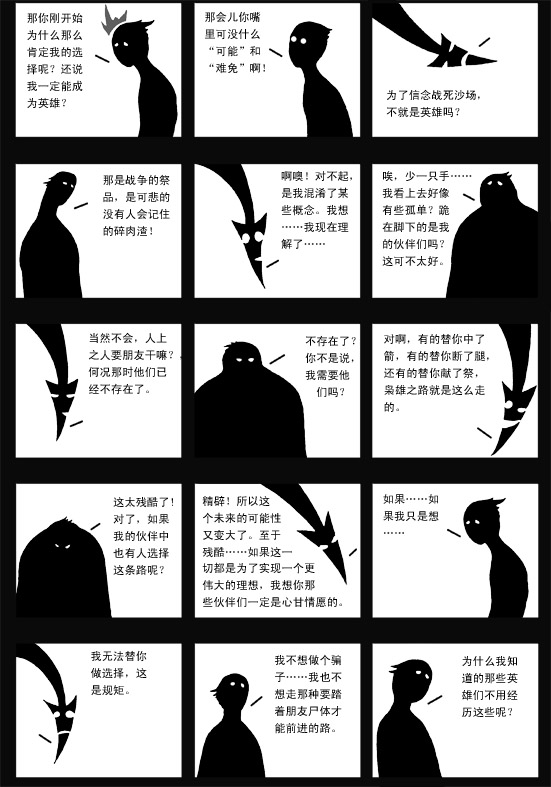 那你刚开始
为什么那么
肯定我的选
择呢？还说
我一定能成
为英雄？
那会儿你嘴
里可没什么
“可能”和
“难免”啊！
为了信念战死沙场，
不就是英雄吗？
那是战争的祭
品，是可悲的
没有人会记住
的碎肉渣！
啊噢！对不起，
是我混淆了某
些概念。我想
……我现在理
解了……
唉，少一只手……
我看上去好像
有些孤单？跪
在脚下的是我
的伙伴们吗？
这可不太好。
当然不会，人上
之人要朋友干嘛？，
何况那时他们已
经不存在了。
不存在了？
你不是说，
我需要他
们吗？
对啊，有的替你中了
箭，有的替你断了腿，
还有的替你献了祭，
枭雄之路就是这么走
的。
这太残酷了！
对了，如果
我的伙伴中
也有人选择
这条路呢？
精辟！所以这
个未来的可能性
又变大了。至于
残酷……如果这一
切都是为了实现一个更
伟大的理想，我想你那
些伙伴们一定是心甘情愿的。
如果……如
果我只是想
……
我无法替你
做选择，这
是规矩。
我不想做个骗
子……我也不
想走那种要踏
着朋友尸体才
能前进的路。
为什么我知
道的那些英
雄们不用经
历这些呢？